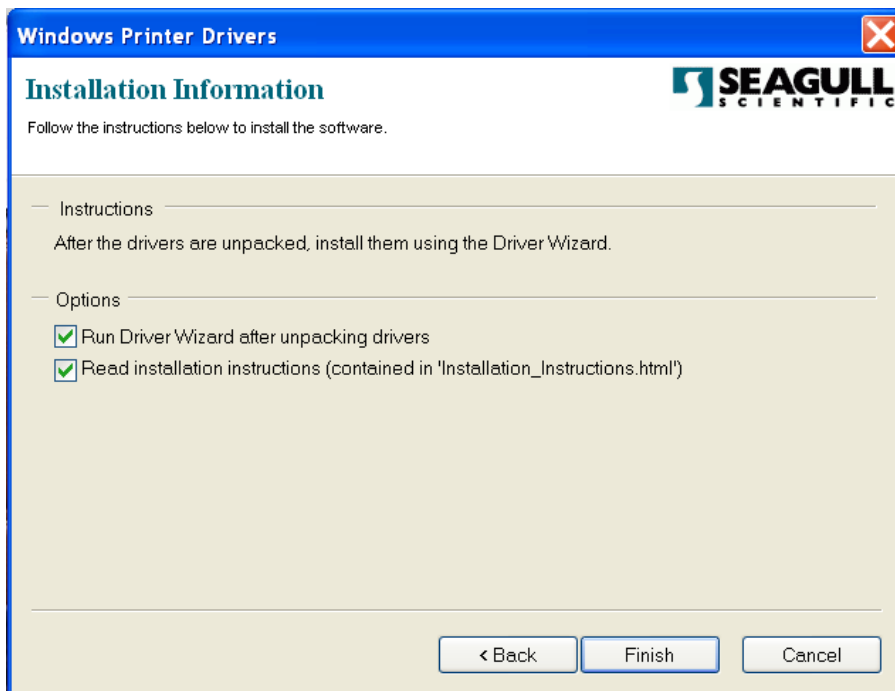 Windows Printer Drivers
Installation Information
SEAGULL
SCIENTIFIC
Follow the instructions below to install the software.
Instructions
After the drivers are unpacked, install them using the Driver Wizard.
Options
Run Driver Wizard after unpacking drivers
Read installation instructions (contained in 'Installation_Instructions.html')
< Back
Finish
Cancel